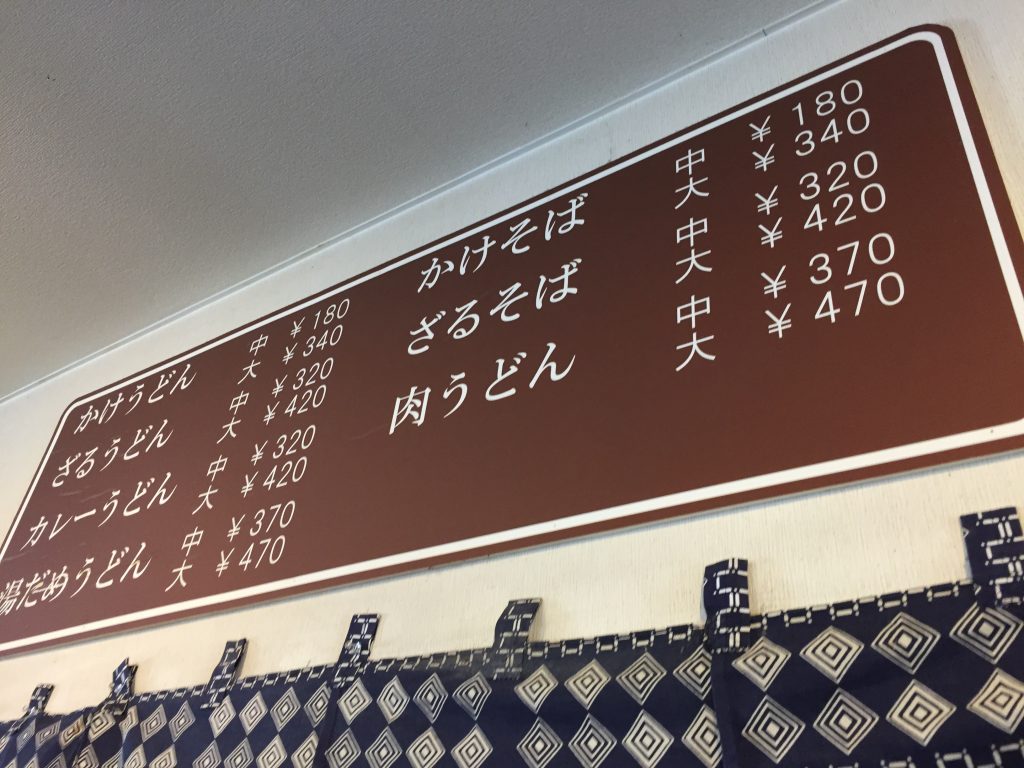 かけうどん 中 ¥180
大 ¥340
ざるうどん 中 ¥320
大 ¥420
カレーうどん 中 ¥320
大 ¥420
湯だめうどん 中 ¥370
大 ¥470
かけそば 中 ¥180
大 ¥340
ざるそば 中 ¥320
大 ¥420
肉うどん 中 ¥370
大 ¥470